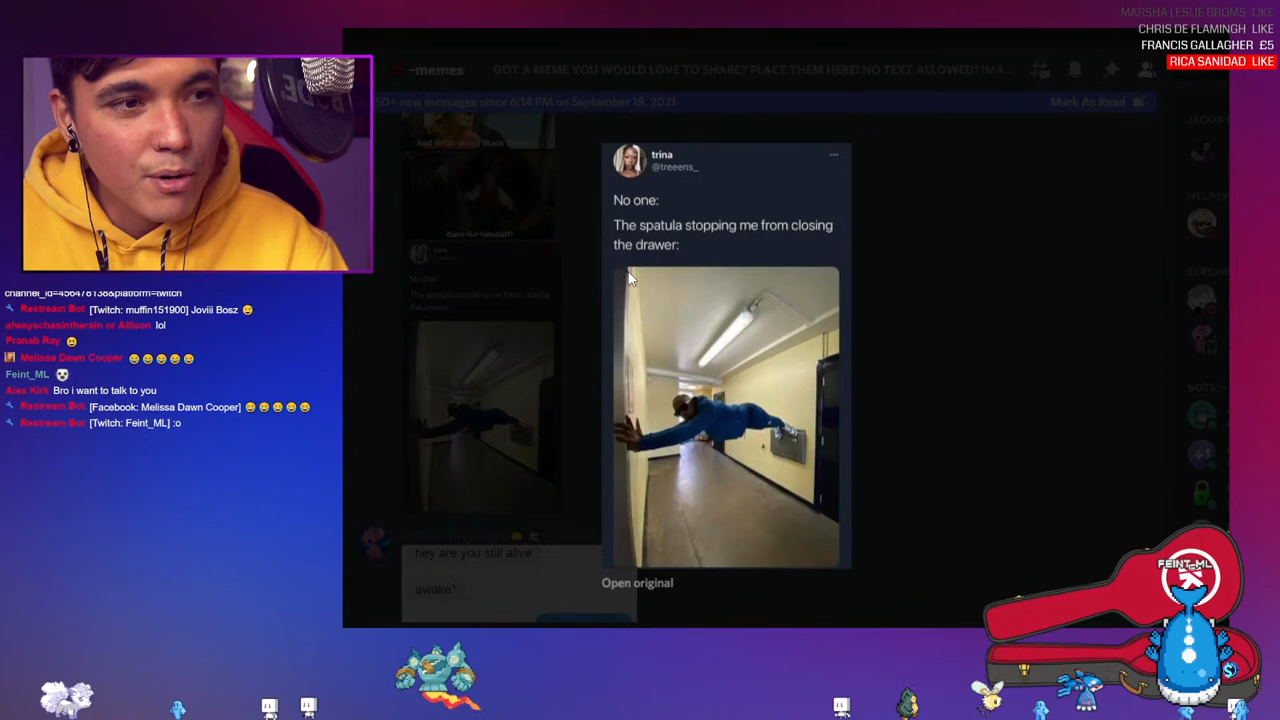 MARSHA LESLIE BROMS LIKE
CHRIS DE FLAMINGH LIKE
FRANCIS GALLAGHER £5
RICA SANIDAD LIKE
-memes
GOT A MEME YOU WOULD LOVE TO SHARE? PLACE THEM HERE! NO TEXT ALLOWED!
50+ new messages since 6:14 PM on September 18, 2021
Mark As Read
trina
@treeens_
No one:
The spatula stopping me from closing
the drawer:
Open original
hey are you still alive
awake*
channel_id=456478138&platform=twitch
Restream Bot [Twitch: muffin151900] Joviii Bosz
alwayschasintherain or Allison lol
Pranab Ray
Melissa Dawn Cooper
Feint_ML
Alex Kirk Bro i want to talk to you
Restream Bot [Facebook: Melissa Dawn Cooper]
Restream Bot [Twitch: Feint_ML] :o
FEINT_ML